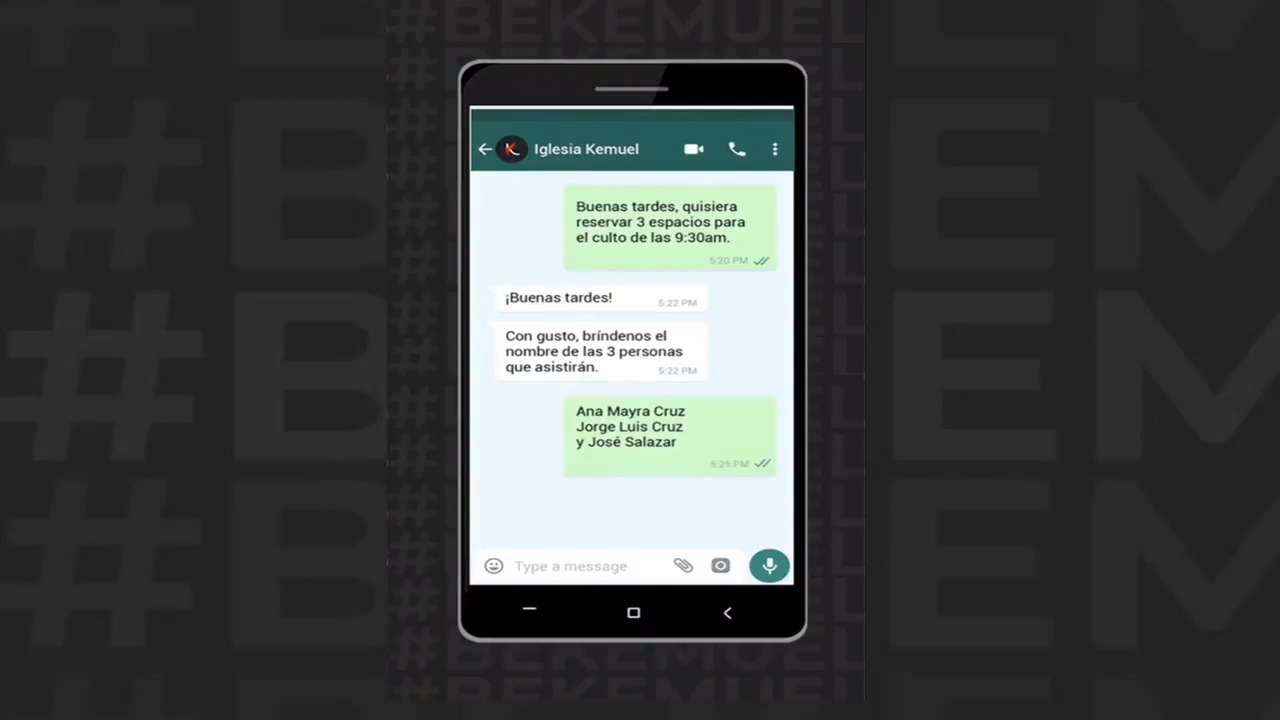 #BEKEMUEL
Iglesia Kemuel
Buenas tardes, quisiera
reservar 3 espacios para
el culto de las 9:30am.
5:20 PM
¡Buenas tardes!
5:22 PM
Con gusto, bríndenos el
nombre de las 3 personas
que asistirán.
5:22 PM
Ana Mayra Cruz
Jorge Luis Cruz
y José Salazar
5:25 PM
Type a message
#BEKEMUEL